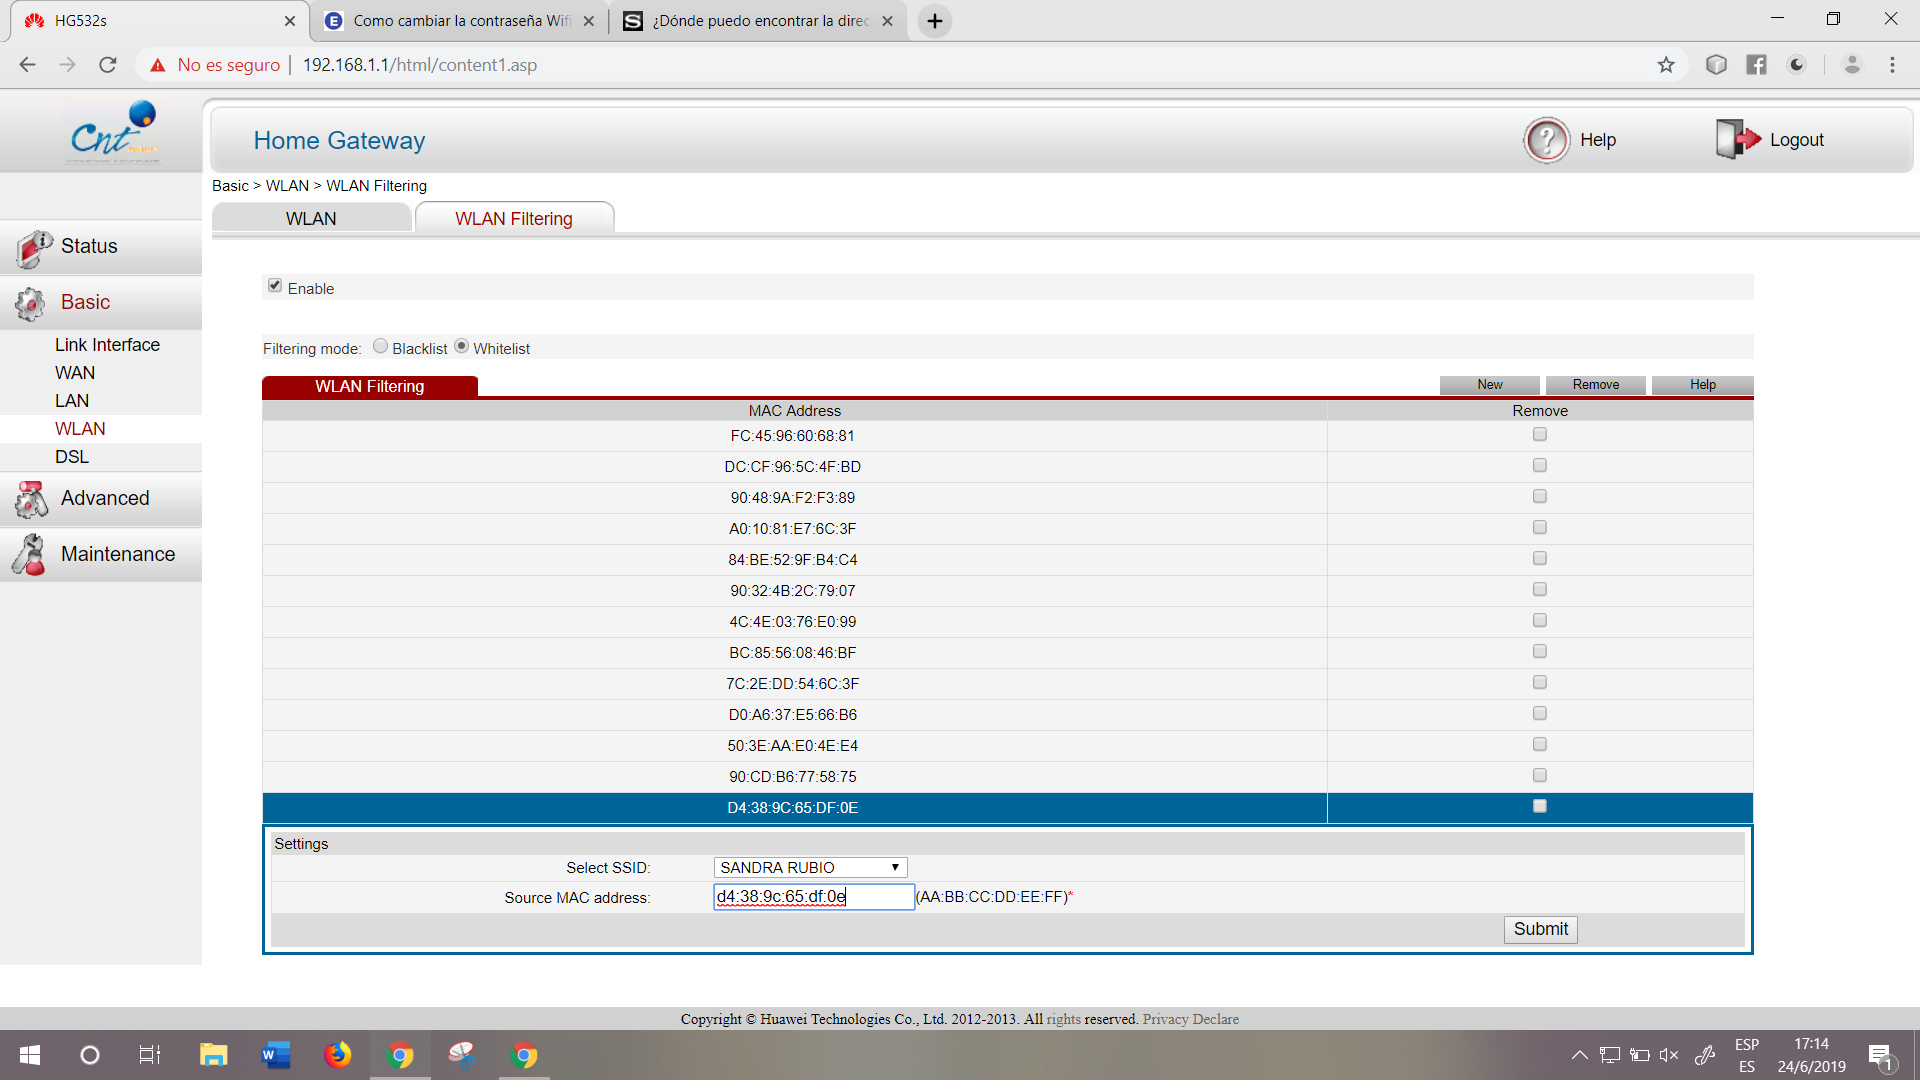 HG532s
Como cambiar la contraseña Wifi
¿Dónde puedo encontrar la direc
No es seguro
192.168.1.1/html/content1.asp
Cnt
Home Gateway
Help
Logout
Basic > WLAN > WLAN Filtering
WLAN
WLAN Filtering
Status
Basic
Link Interface
WAN
LAN
WLAN
DSL
Advanced
Maintenance
Enable
Filtering mode: Blacklist Whitelist
WLAN Filtering
New
Remove
Help
MAC Address
Remove
FC:45:96:60:68:81
DC:CF:96:5C:4F:BD
90:48:9A:F2:F3:89
A0:10:81:E7:6C:3F
84:BE:52:9F:B4:C4
90:32:4B:2C:79:07
4C:4E:03:76:E0:99
BC:85:56:08:46:BF
7C:2E:DD:54:6C:3F
D0:A6:37:E5:66:B6
50:3E:AA:E0:4E:E4
90:CD:B6:77:58:75
D4:38:9C:65:DF:0E
Settings
Select SSID: SANDRA RUBIO
Source MAC address: d4:38:9c:65:df:0e (AA:BB:CC:DD:EE:FF)*
Submit
Copyright © Huawei Technologies Co., Ltd. 2012-2013. All rights reserved. Privacy Declare
ESP
ES
17:14
24/6/2019
1